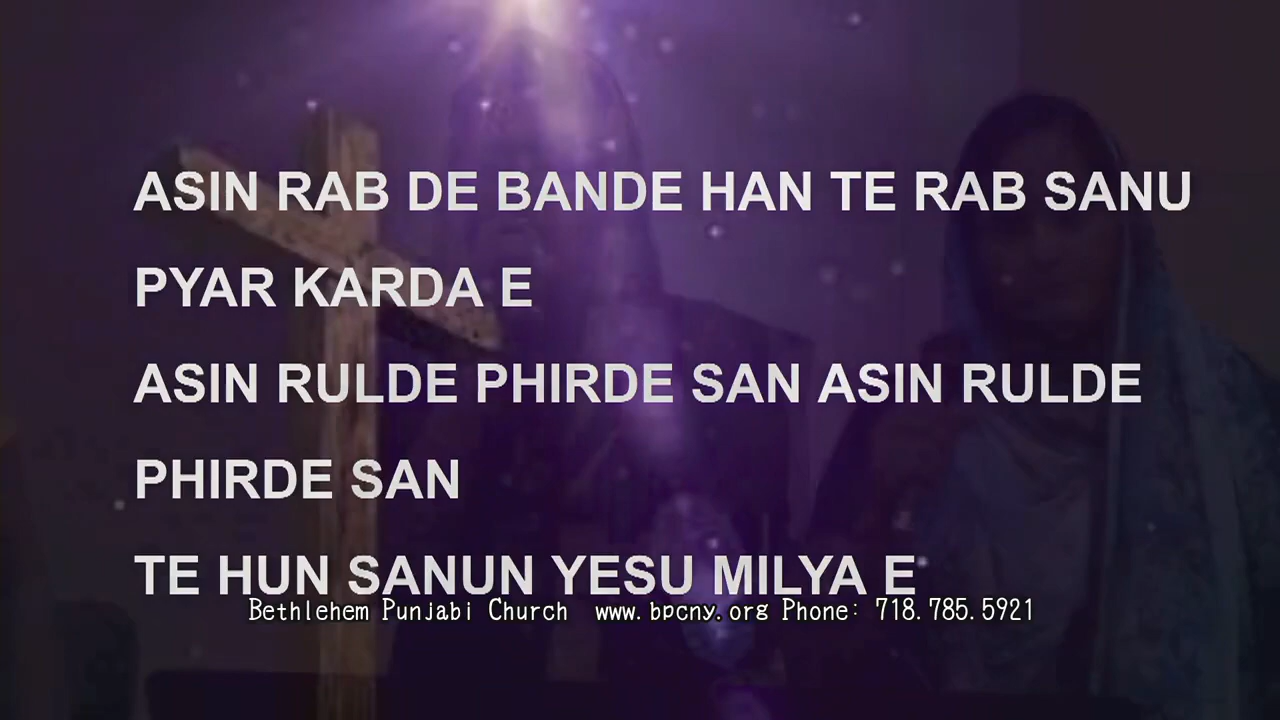 ASIN RAB DE BANDE HAN TE RAB SANU
PYAR KARDA E
ASIN RULDE PHIRDE SAN ASIN RULDE
PHIRDE SAN
TE HUN SANUN YESU MILYA E
Bethlehem Punjabi Church www.bpcny.org Phone: 718.785.5921